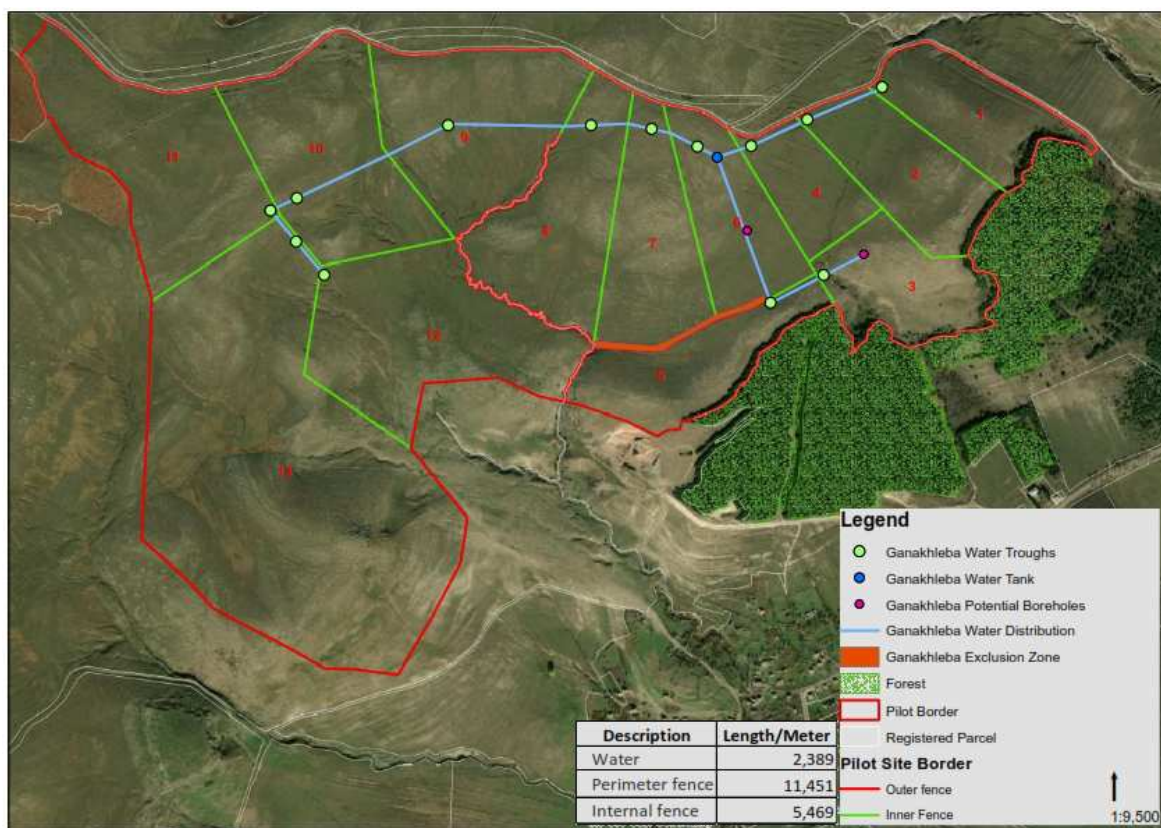 1
2
3
4
5
6
7
8
9
10
11
12
Legend
Ganakhleba Water Troughs
Ganakhleba Water Tank
Ganakhleba Potential Boreholes
Ganakhleba Water Distribution
Ganakhleba Exclusion Zone
Forest
Pilot Border
Registered Parcel
Pilot Site Border
Outer fence
Inner Fence
1:9,500
Description Length/Meter
Water 2,389
Perimeter fence 11,451
Internal fence 5,469